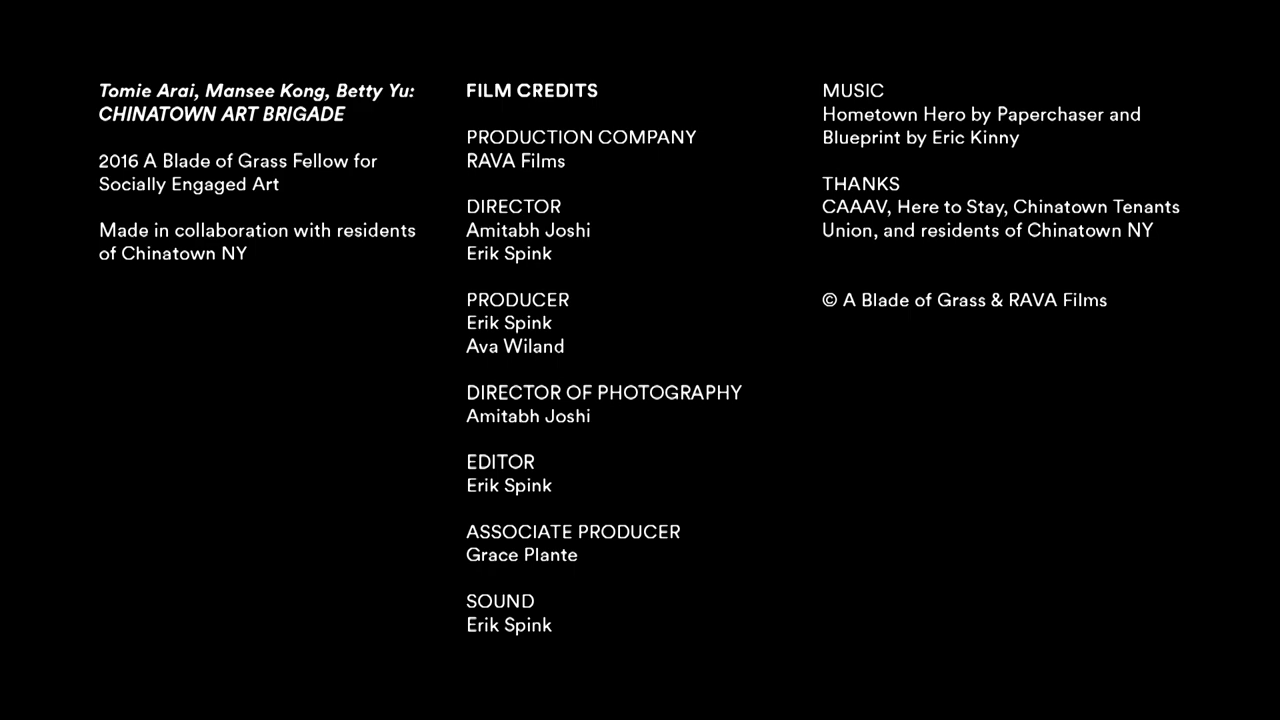 Tomie Arai, Mansee Kong, Betty Yu:
CHINATOWN ART BRIGADE
2016 A Blade of Grass Fellow for
Socially Engaged Art
Made in collaboration with residents
of Chinatown NY
FILM CREDITS
PRODUCTION COMPANY
RAVA Films
DIRECTOR
Amitabh Joshi
Erik Spink
PRODUCER
Erik Spink
Ava Wiland
DIRECTOR OF PHOTOGRAPHY
Amitabh Joshi
EDITOR
Erik Spink
ASSOCIATE PRODUCER
Grace Plante
SOUND
Erik Spink
MUSIC
Hometown Hero by Paperchaser and
Blueprint by Eric Kinny
THANKS
CAAAV, Here to Stay, Chinatown Tenants
Union, and residents of Chinatown NY
© A Blade of Grass & RAVA Films